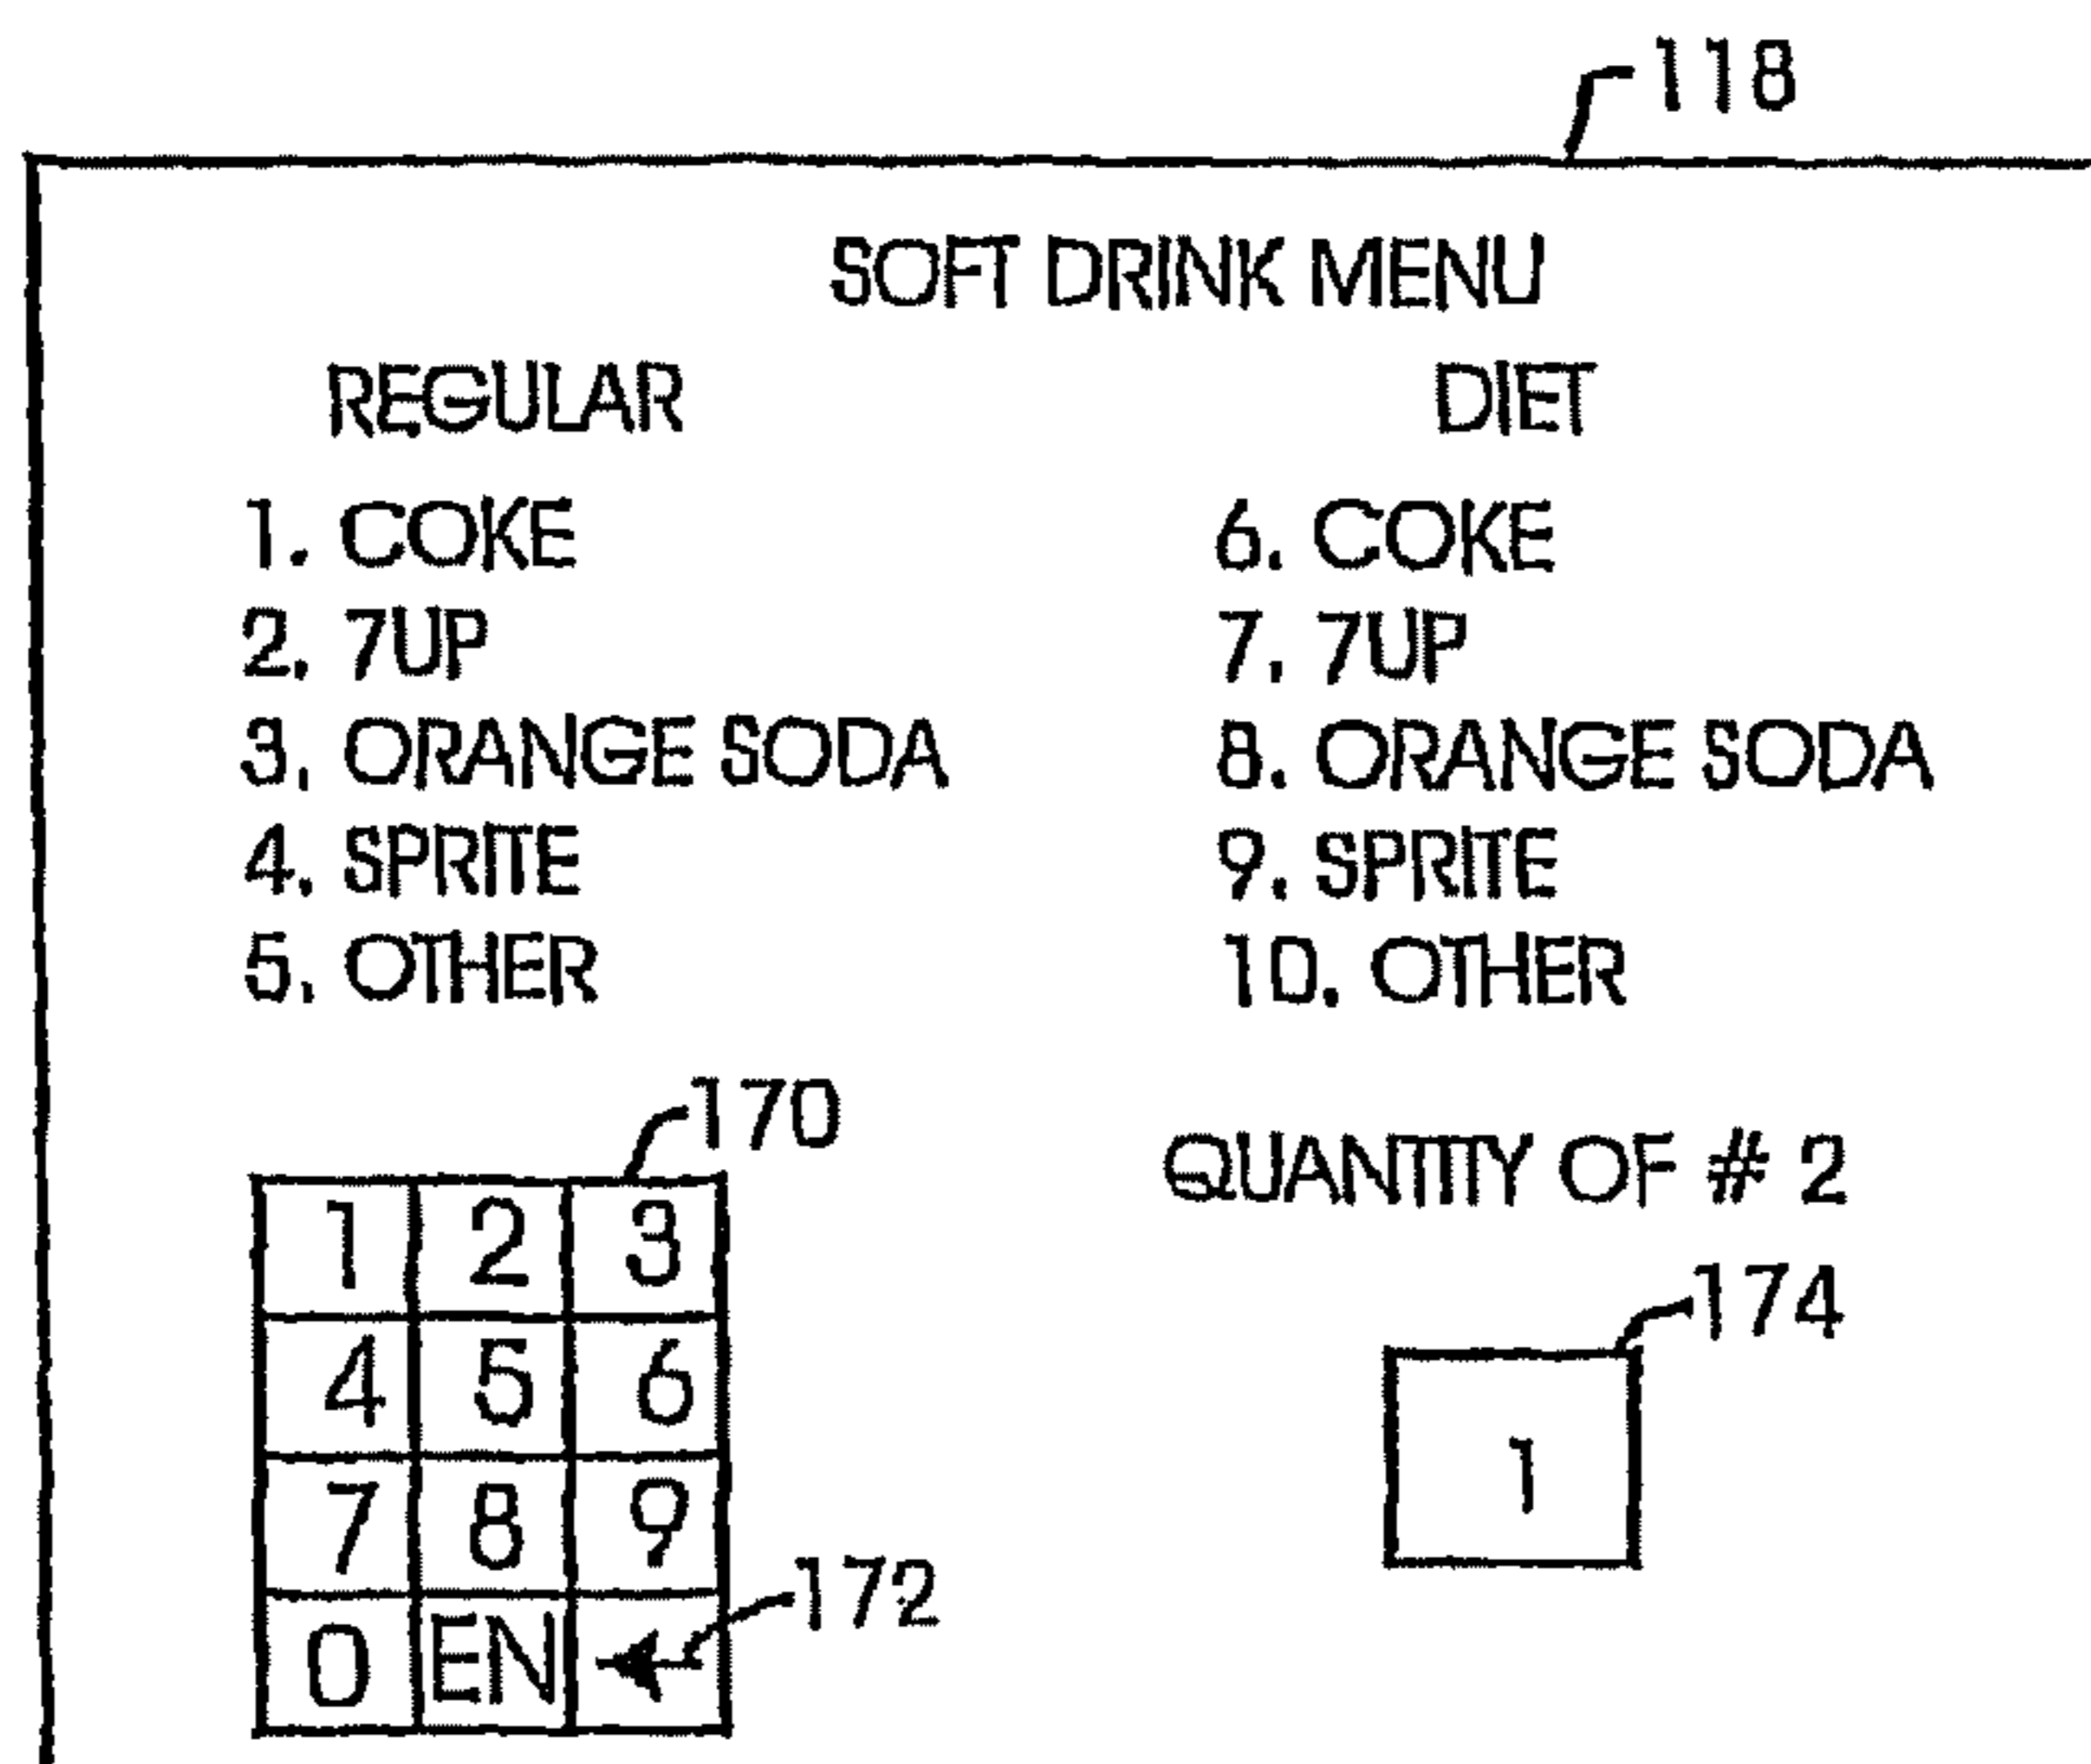 118
SOFT DRINK MENU
REGULAR
DIET
1. COKE
2. 7UP
3. ORANGE SODA
4. SPRITE
5. OTHER
6. COKE
7. 7UP
8. ORANGE SODA
9. SPRITE
10. OTHER
170
1 2 3
4 5 6
7 8 9
0 EN ←
172
QUANTITY OF # 2
174
1